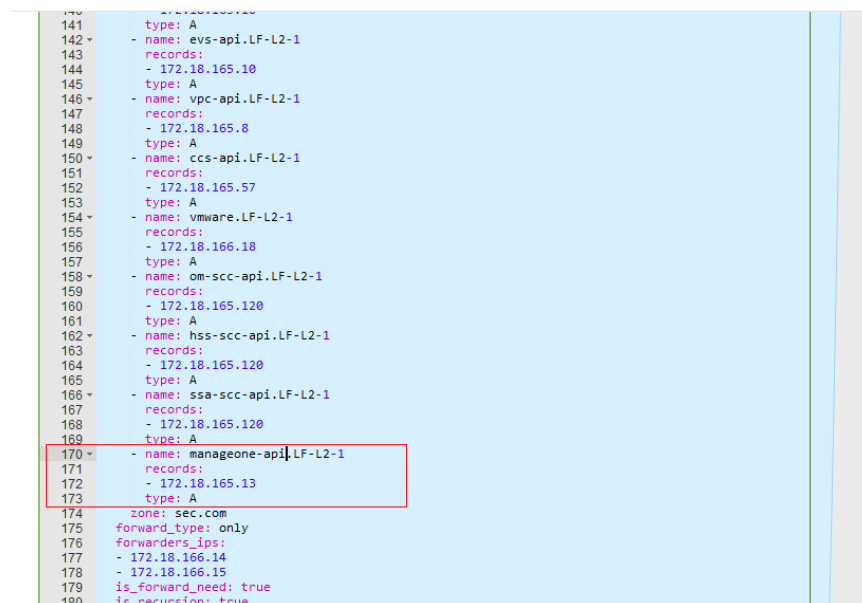 140 - 172.18.165.10
141 type: A
142 - name: evs-api.LF-L2-1
143 records:
144 - 172.18.165.10
145 type: A
146 - name: vpc-api.LF-L2-1
147 records:
148 - 172.18.165.8
149 type: A
150 - name: ccs-api.LF-L2-1
151 records:
152 - 172.18.165.57
153 type: A
154 - name: vmware.LF-L2-1
155 records:
156 - 172.18.166.18
157 type: A
158 - name: om-scc-api.LF-L2-1
159 records:
160 - 172.18.165.120
161 type: A
162 - name: hss-scc-api.LF-L2-1
163 records:
164 - 172.18.165.120
165 type: A
166 - name: ssa-scc-api.LF-L2-1
167 records:
168 - 172.18.165.120
169 type: A
170 - name: manageone-api.LF-L2-1
171 records:
172 - 172.18.165.13
173 type: A
174 zone: sec.com
175 forward_type: only
176 forwarders_ips:
177 - 172.18.166.14
178 - 172.18.166.15
179 is_forward_need: true
180 is_recursion: true